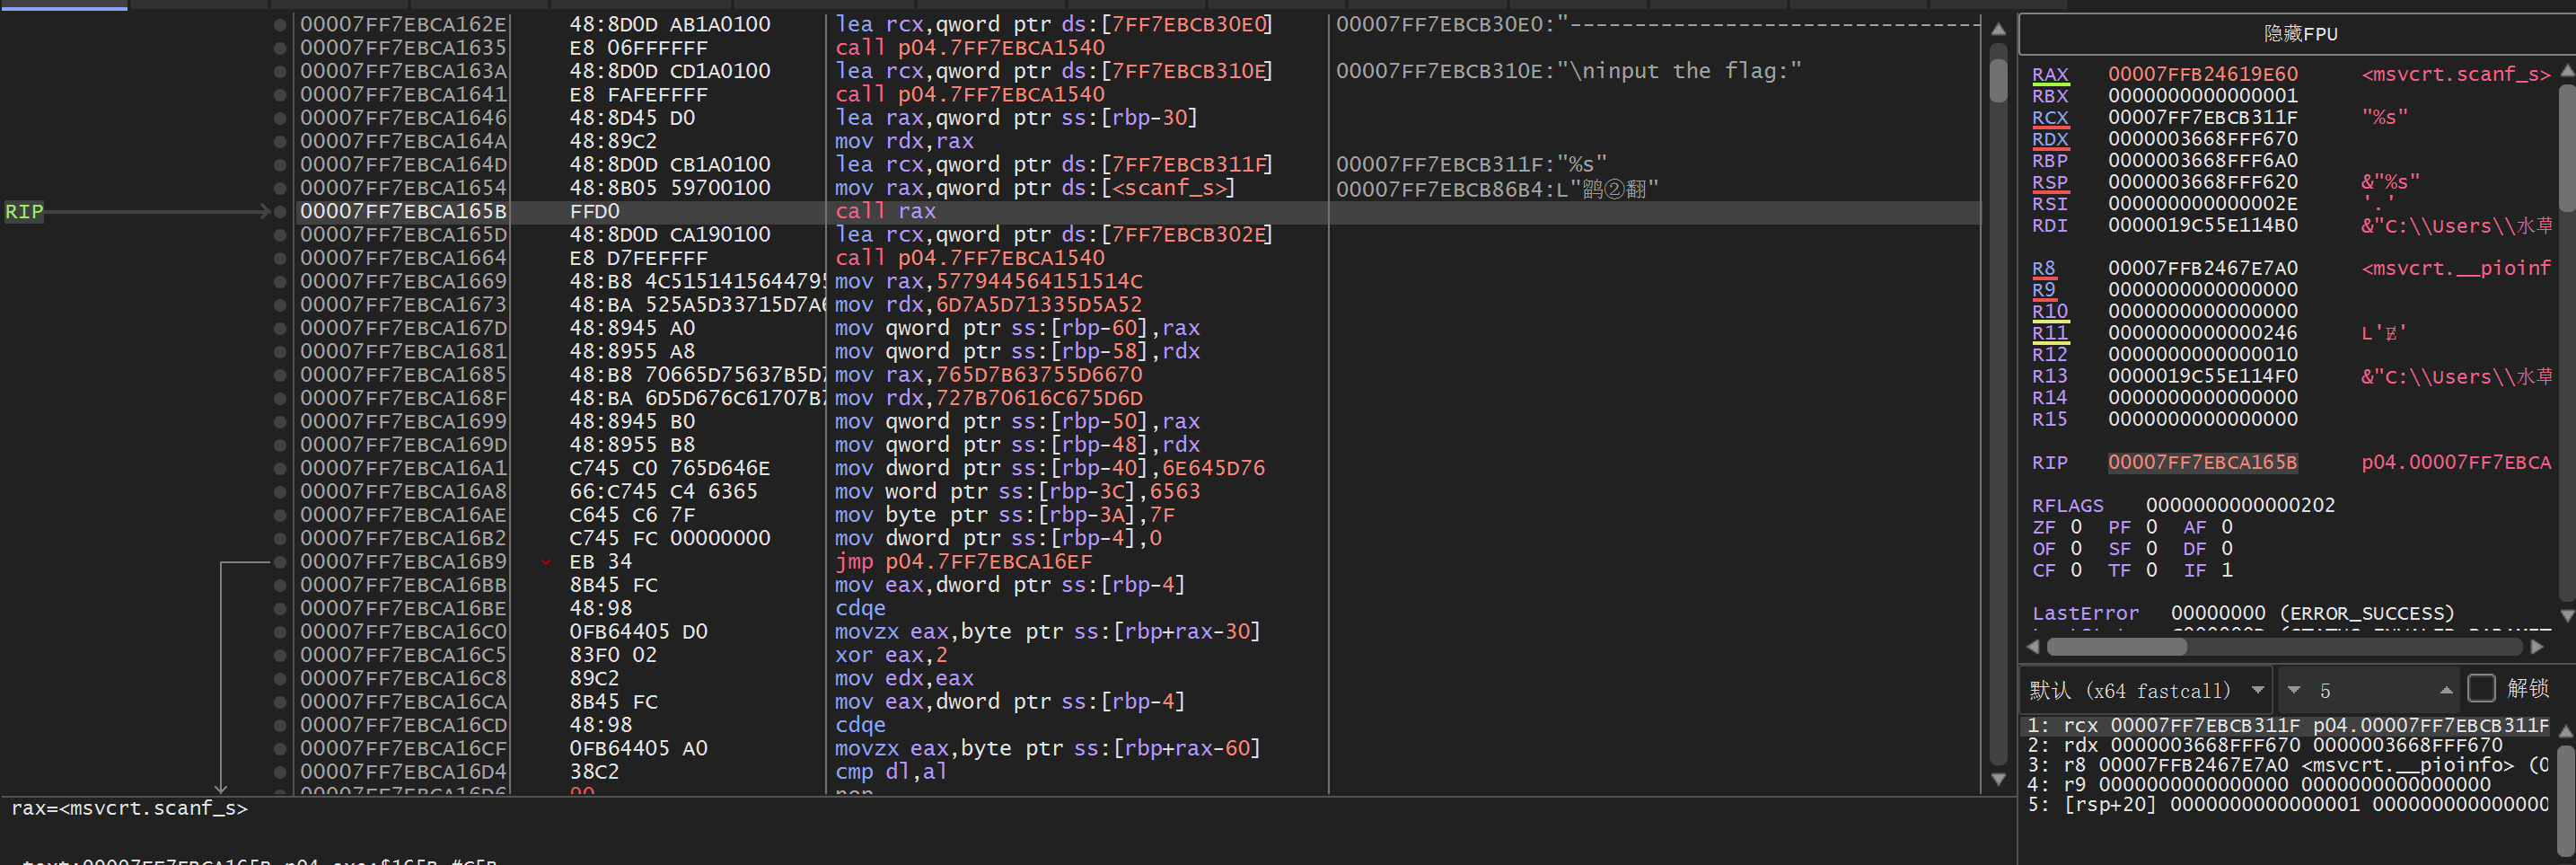 00007FF7EBCA162E 48:8D0D AB1A0100 lea rcx,qword ptr ds:[7FF7EBCB30E0] 00007FF7EBCB30E0:"--------------------------------
00007FF7EBCA1635 E8 06FFFFFF call p04.7FF7EBCA1540
00007FF7EBCA163A 48:8D0D CD1A0100 lea rcx,qword ptr ds:[7FF7EBCB310E] 00007FF7EBCB310E:"\ninput the flag:"
00007FF7EBCA1641 E8 FAFEFFFF call p04.7FF7EBCA1540
00007FF7EBCA1646 48:8D45 D0 lea rax,qword ptr ss:[rbp-30]
00007FF7EBCA164A 48:89C2 mov rdx,rax
00007FF7EBCA164D 48:8D0D CB1A0100 lea rcx,qword ptr ds:[7FF7EBCB311F] 00007FF7EBCB311F:"%s"
00007FF7EBCA1654 48:8B05 59700100 mov rax,qword ptr ds:[<scanf_s>] 00007FF7EBCB86B4:L"鹠②翻"
RIP 00007FF7EBCA165B FFD0 call rax
00007FF7EBCA165D 48:8D0D CA190100 lea rcx,qword ptr ds:[7FF7EBCB302E]
00007FF7EBCA1664 E8 D7FEFFFF call p04.7FF7EBCA1540
00007FF7EBCA1669 48:B8 4C5151415644795 mov rax,577944564151514C
00007FF7EBCA1673 48:BA 525A5D33715D7A6 mov rdx,6D7A5D71335D5A52
00007FF7EBCA167D 48:8945 A0 mov qword ptr ss:[rbp-60],rax
00007FF7EBCA1681 48:8955 A8 mov qword ptr ss:[rbp-58],rdx
00007FF7EBCA1685 48:B8 70665D75637B5D7 mov rax,765D7B63755D6670
00007FF7EBCA168F 48:BA 6D5D676C61707B7 mov rdx,727B70616C675D6D
00007FF7EBCA1699 48:8945 B0 mov qword ptr ss:[rbp-50],rax
00007FF7EBCA169D 48:8955 B8 mov qword ptr ss:[rbp-48],rdx
00007FF7EBCA16A1 C745 C0 765D646E mov dword ptr ss:[rbp-40],6E645D76
00007FF7EBCA16A8 66:C745 C4 6365 mov word ptr ss:[rbp-3C],6563
00007FF7EBCA16AE C645 C6 7F mov byte ptr ss:[rbp-3A],7F
00007FF7EBCA16B2 C745 FC 00000000 mov dword ptr ss:[rbp-4],0
00007FF7EBCA16B9 EB 34 jmp p04.7FF7EBCA16EF
00007FF7EBCA16BB 8B45 FC mov eax,dword ptr ss:[rbp-4]
00007FF7EBCA16BE 48:98 cdqe
00007FF7EBCA16C0 0FB64405 D0 movzx eax,byte ptr ss:[rbp+rax-30]
00007FF7EBCA16C5 83F0 02 xor eax,2
00007FF7EBCA16C8 89C2 mov edx,eax
00007FF7EBCA16CA 8B45 FC mov eax,dword ptr ss:[rbp-4]
00007FF7EBCA16CD 48:98 cdqe
00007FF7EBCA16CF 0FB64405 A0 movzx eax,byte ptr ss:[rbp+rax-60]
00007FF7EBCA16D4 38C2 cmp dl,al
00007FF7EBCA16D6 90 nop
rax=<msvcrt.scanf_s>
.text:00007FF7EBCA165B p04.exe:$165B #C5B
隐藏FPU
RAX 00007FFB24619E60 <msvcrt.scanf_s>
RBX 0000000000000001
RCX 00007FF7EBCB311F "%s"
RDX 0000003668FFF670
RBP 0000003668FFF6A0
RSP 0000003668FFF620 &"%s"
RSI 000000000000002E '.'
RDI 0000019C55E114B0 &"C:\\Users\\水草
R8 00007FFB2467E7A0 <msvcrt.__pioinf
R9 0000000000000000
R10 0000000000000000
R11 0000000000000246 L'Ɇ'
R12 0000000000000010
R13 0000019C55E114F0 &"C:\\Users\\水草
R14 0000000000000000
R15 0000000000000000
RIP 00007FF7EBCA165B p04.00007FF7EBCA
RFLAGS 0000000000000202
ZF 0 PF 0 AF 0
OF 0 SF 0 DF 0
CF 0 TF 0 IF 1
LastError 00000000 (ERROR_SUCCESS)
默认 (x64 fastcall) 5 解锁
1: rcx 00007FF7EBCB311F p04.00007FF7EBCB311F
2: rdx 0000003668FFF670 0000003668FFF670
3: r8 00007FFB2467E7A0 <msvcrt.__pioinfo> (0
4: r9 0000000000000000 0000000000000000
5: [rsp+20] 0000000000000001 000000000000000